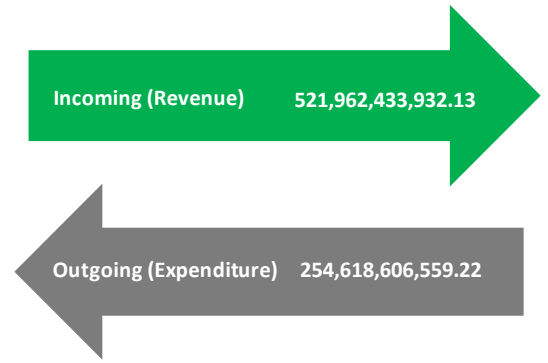 Incoming (Revenue) 521,962,433,932.13
Outgoing (Expenditure) 254,618,606,559.22